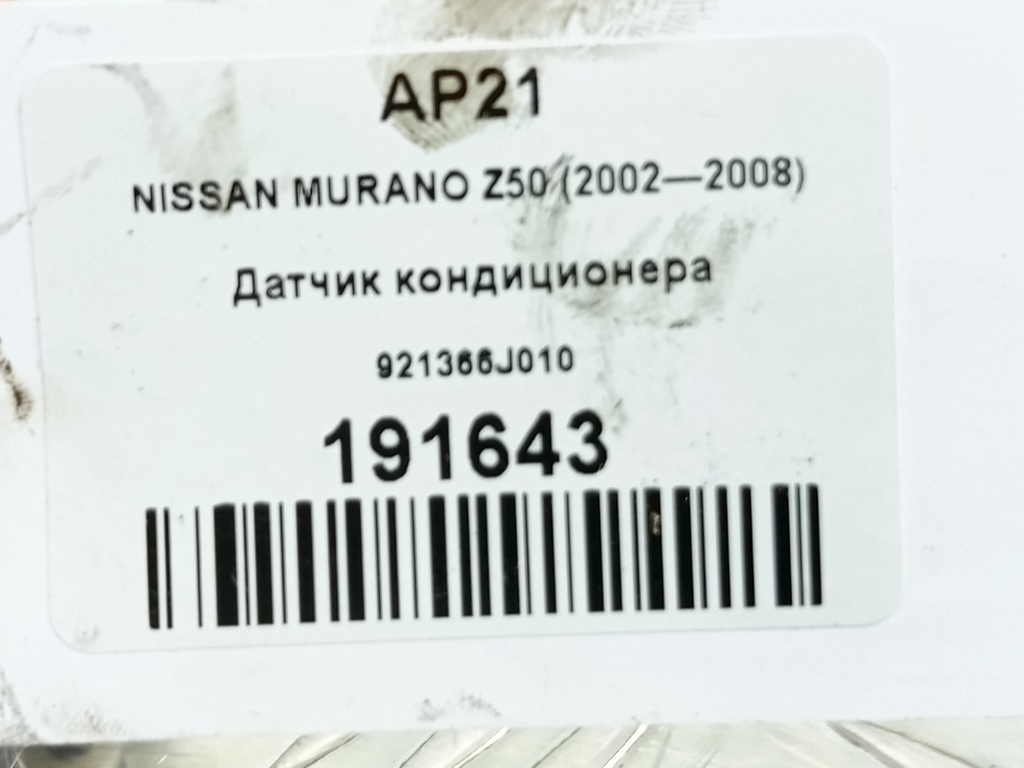 AP21
NISSAN MURANO Z50 (2002—2008)
Датчик кондиционера
921366J010
191643